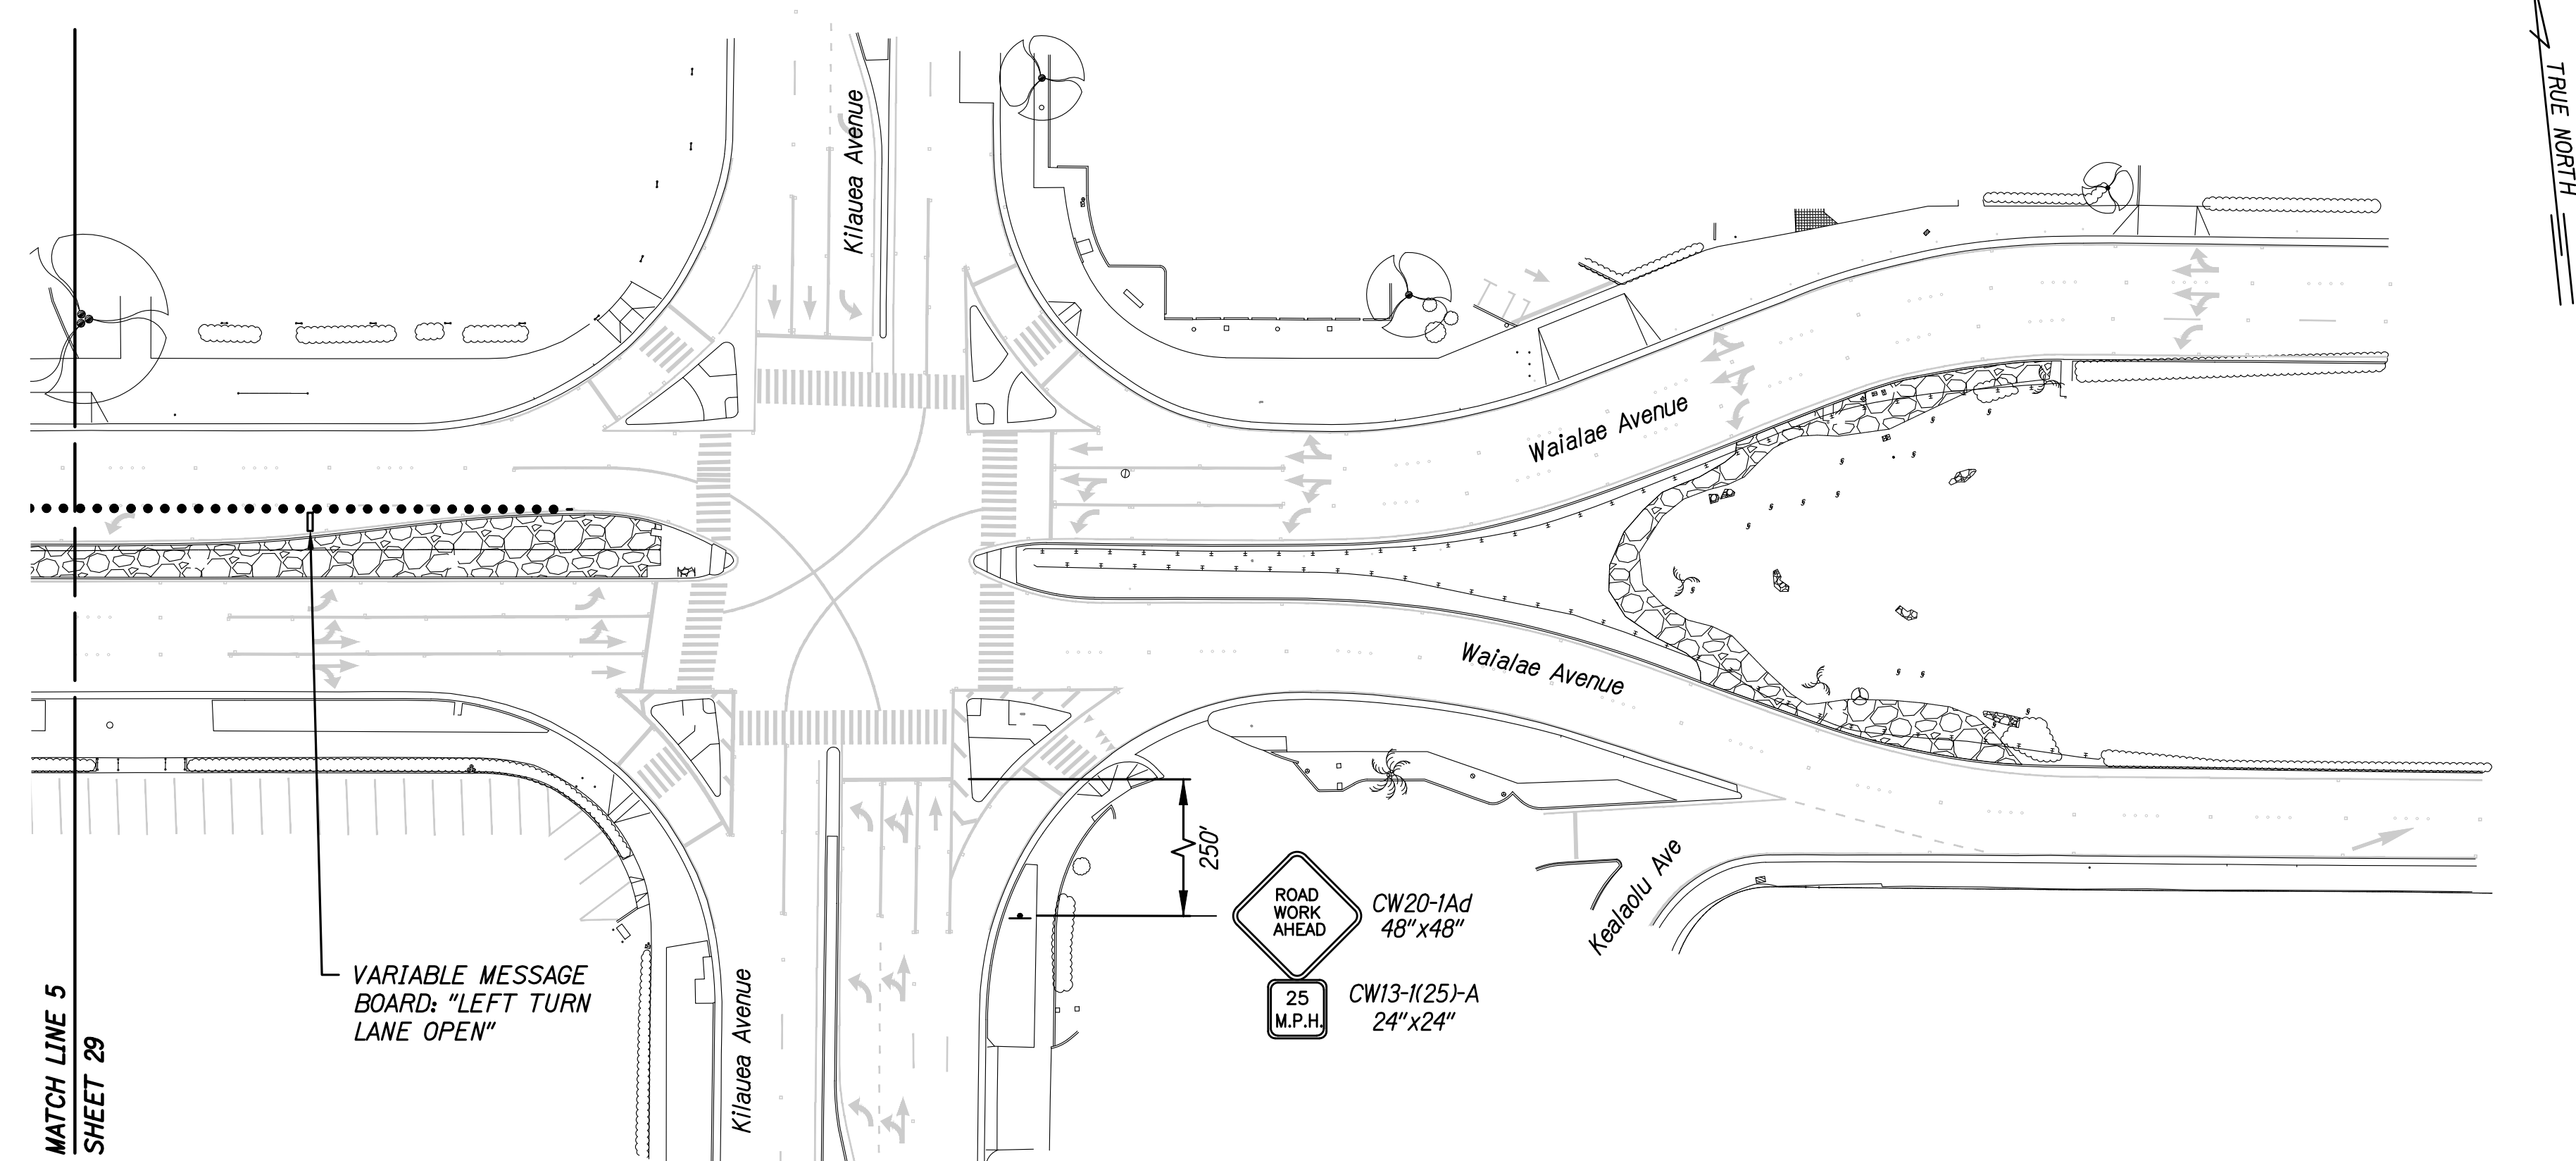 TRUE NORTH
Kilauea Avenue
Waialae Avenue
Waialae Avenue
250'
ROAD
WORK
AHEAD
CW20-1Ad
48"x48"
25
M.P.H.
CW13-1(25)-A
24"x24"
Kealaolu Ave
VARIABLE MESSAGE
BOARD: "LEFT TURN
LANE OPEN"
Kilauea Avenue
MATCH LINE 5
SHEET 29